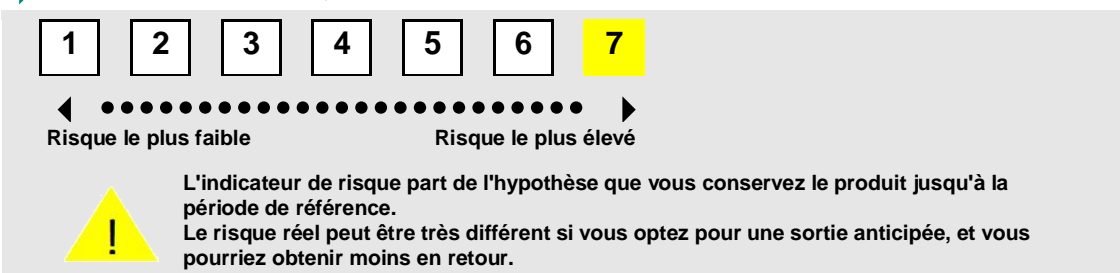 1 2 3 4 5 6 7
Risque le plus faible Risque le plus élevé
L'indicateur de risque part de l'hypothèse que vous conservez le produit jusqu'à la
période de référence.
Le risque réel peut être très différent si vous optez pour une sortie anticipée, et vous
pourriez obtenir moins en retour.
!